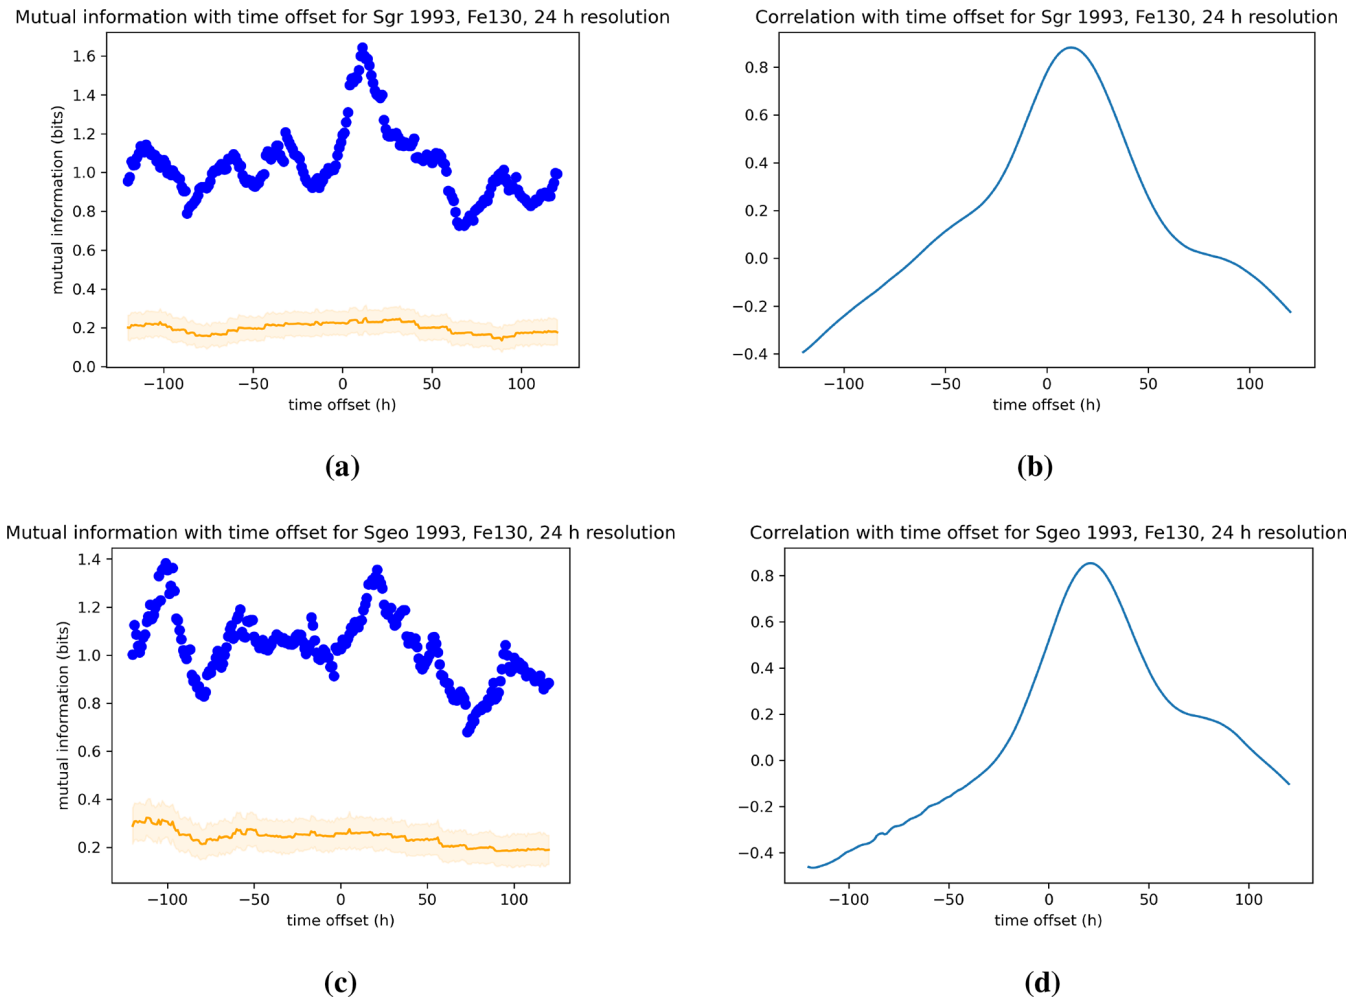 Mutual information with time offset for Sgr 1993, Fe130, 24 h resolution
mutual information (bits)
1.6
1.4
1.2
1.0
0.8
0.6
0.4
0.2
0.0
−100 −50 0 50 100
time offset (h)
(a)
Correlation with time offset for Sgr 1993, Fe130, 24 h resolution
0.8
0.6
0.4
0.2
0.0
−0.2
−0.4
−100 −50 0 50 100
time offset (h)
(b)
Mutual information with time offset for Sgeo 1993, Fe130, 24 h resolution
mutual information (bits)
1.4
1.2
1.0
0.8
0.6
0.4
0.2
−100 −50 0 50 100
time offset (h)
(c)
Correlation with time offset for Sgeo 1993, Fe130, 24 h resolution
0.8
0.6
0.4
0.2
0.0
−0.2
−0.4
−100 −50 0 50 100
time offset (h)
(d)